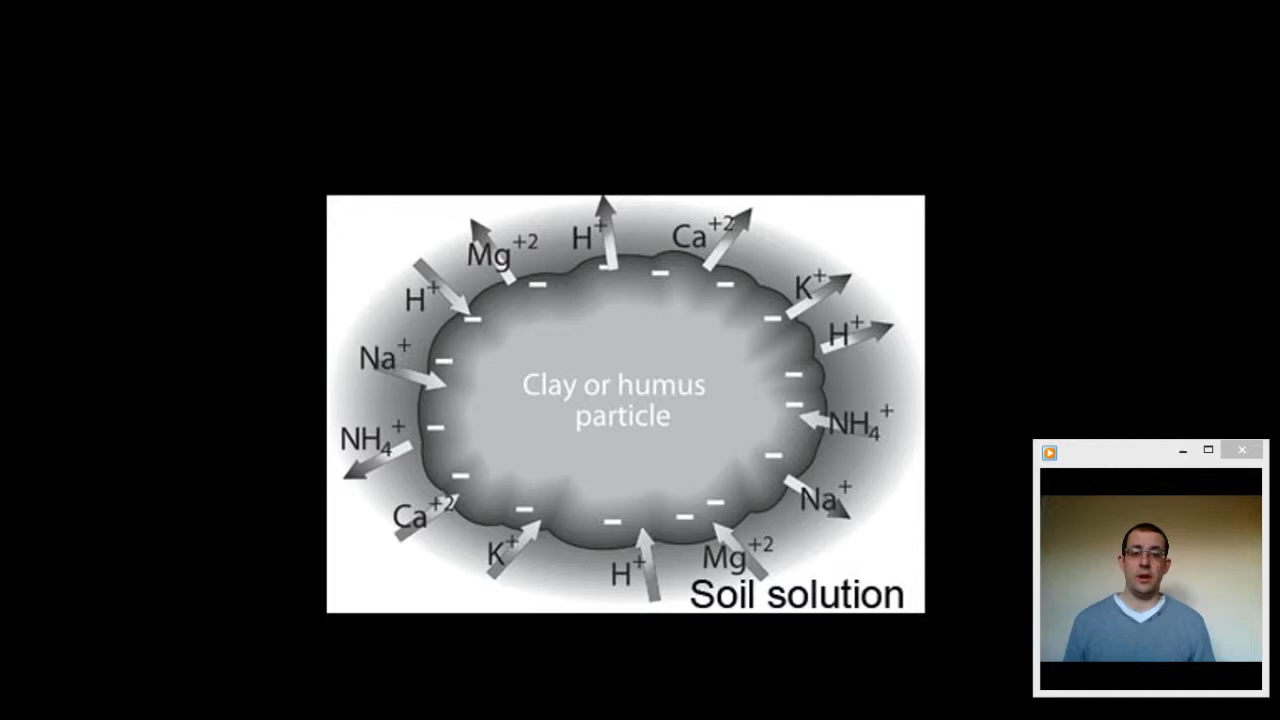 Mg+2
H+
Ca+2
H+
K+
Na+
H+
Clay or humus
particle
NH4+
NH4+
Ca+2
Na+
K+
H+
Mg+2
Soil solution